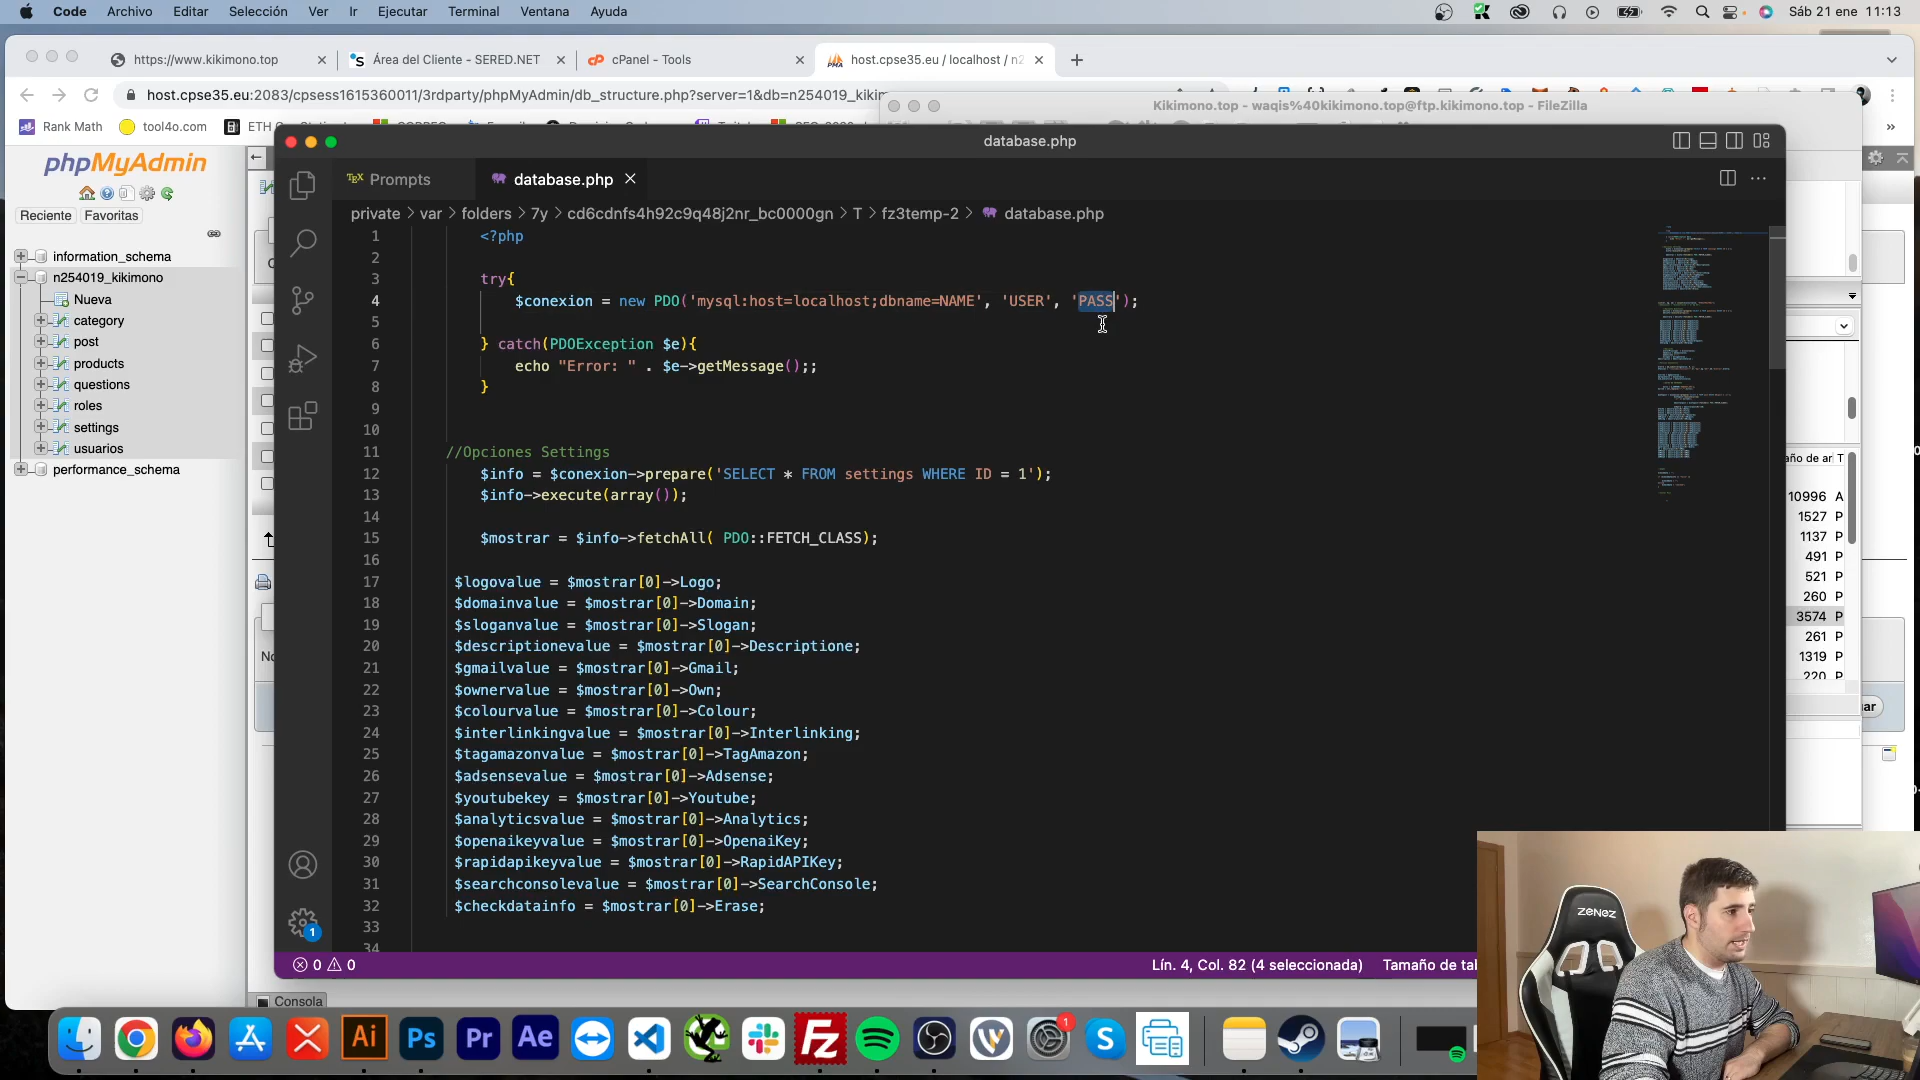 Code Archivo Editar Selección Ver Ir Ejecutar Terminal Ventana Ayuda Sáb 21 ene 11:13
https://www.kikimono.top Área del Cliente - SERED.NET cPanel - Tools host.cpse35.eu / localhost / n2
host.cpse35.eu:2083/cpsess1615360011/3rdparty/phpMyAdmin/db_structure.php?server=1&db=n254019_kikim
Kikimono.top - waqis%40kikimono.top@ftp.kikimono.top - FileZilla
Rank Math tool4o.com ETH
phpMyAdmin
Reciente Favoritas
information_schema
n254019_kikimono
Nueva
category
post
products
questions
roles
settings
usuarios
performance_schema
database.php
Prompts database.php
private > var > folders > 7y > cd6cdnfs4h92c9q48j2nr_bc0000gn > T > fz3temp-2 > database.php
1 <?php
2
3 try{
4 $conexion = new PDO('mysql:host=localhost;dbname=NAME', 'USER', 'PASS');
5
6 } catch(PDOException $e){
7 echo "Error: " . $e->getMessage();;
8 }
9
10
11 //Opciones Settings
12 $info = $conexion->prepare('SELECT * FROM settings WHERE ID = 1');
13 $info->execute(array());
14
15 $mostrar = $info->fetchAll( PDO::FETCH_CLASS);
16
17 $logovalue = $mostrar[0]->Logo;
18 $domainvalue = $mostrar[0]->Domain;
19 $sloganvalue = $mostrar[0]->Slogan;
20 $descriptionevalue = $mostrar[0]->Descriptione;
21 $gmailvalue = $mostrar[0]->Gmail;
22 $ownervalue = $mostrar[0]->Own;
23 $colourvalue = $mostrar[0]->Colour;
24 $interlinkingvalue = $mostrar[0]->Interlinking;
25 $tagamazonvalue = $mostrar[0]->TagAmazon;
26 $adsensevalue = $mostrar[0]->Adsense;
27 $youtubekey = $mostrar[0]->Youtube;
28 $analyticsvalue = $mostrar[0]->Analytics;
29 $openaikeyvalue = $mostrar[0]->OpenaiKey;
30 $rapidapikeyvalue = $mostrar[0]->RapidAPIKey;
31 $searchconsolevalue = $mostrar[0]->SearchConsole;
32 $checkdatainfo = $mostrar[0]->Erase;
33
34
0 0 Lín. 4, Col. 82 (4 seleccionada) Tamaño de tab
Consola
año de ar T
10996 A
1527 P
1137 P
491 P
521 P
260 P
3574 P
261 P
1319 P
220 P
ar
ZENEZ
Ai Ps Pr Ae Fz